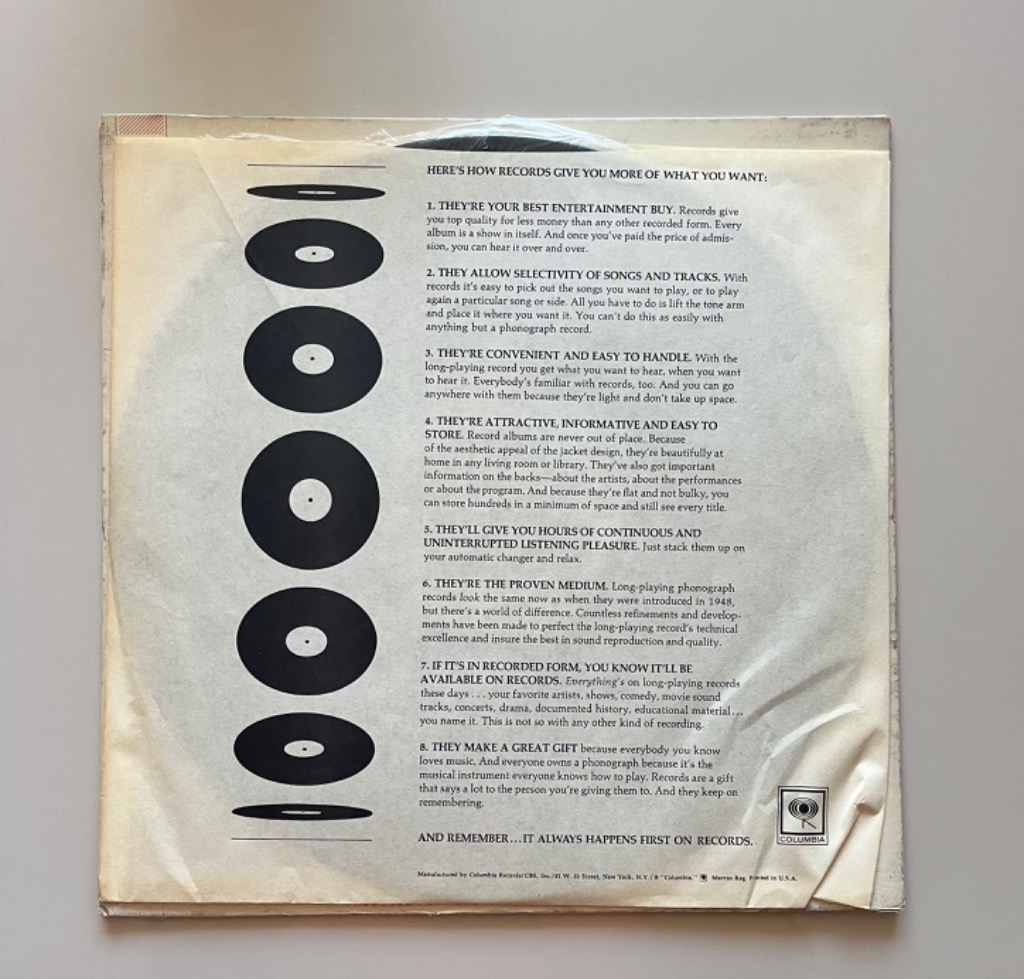 HERE'S HOW RECORDS GIVE YOU MORE OF WHAT YOU WANT:
1. THEY'RE YOUR BEST ENTERTAINMENT BUY. Records give
you top quality for less money than any other recorded form. Every
album is a show in itself. And once you've paid the price of admis-
sion, you can hear it over and over.
2. THEY ALLOW SELECTIVITY OF SONGS AND TRACKS. With
records it's easy to pick out the songs you want to play, or to play
again a particular song or side. All you have to do is lift the tone arm
and place it where you want it. You can't do this as easily with
anything but a phonograph record.
3. THEY'RE CONVENIENT AND EASY TO HANDLE. With the
long-playing record you get what you want to hear, when you want
to hear it. Everybody's familiar with records, too. And you can go
anywhere with them because they're light and don't take up space.
4. THEY'RE ATTRACTIVE, INFORMATIVE AND EASY TO
STORE. Record albums are never out of place. Because
of the aesthetic appeal of the jacket design, they're beautifully at
home in any living room or library. They've also got important
information on the backs—about the artists, about the performances
or about the program. And because they're flat and not bulky, you
can store hundreds in a minimum of space and still see every title.
5. THEY'LL GIVE YOU HOURS OF CONTINUOUS AND
UNINTERRUPTED LISTENING PLEASURE. Just stack them up on
your automatic changer and relax.
6. THEY'RE THE PROVEN MEDIUM. Long-playing phonograph
records look the same now as when they were introduced in 1948,
but there's a world of difference. Countless refinements and develop-
ments have been made to perfect the long-playing record's technical
excellence and insure the best in sound reproduction and quality.
7. IF IT'S IN RECORDED FORM, YOU KNOW IT'LL BE
AVAILABLE ON RECORDS. Everything's on long-playing records
these days . . . your favorite artists, shows, comedy, movie sound
tracks, concerts, drama, documented history, educational material...
you name it. This is not so with any other kind of recording.
8. THEY MAKE A GREAT GIFT because everybody you know
loves music. And everyone owns a phonograph because it's the
musical instrument everyone knows how to play. Records are a gift
that says a lot to the person you're giving them to. And they keep on
remembering.
AND REMEMBER...IT ALWAYS HAPPENS FIRST ON RECORDS.
COLUMBIA
Manufactured by Columbia Records/CBS, Inc./51 W. 52 Street, New York, N.Y./® "Columbia," Marcas Reg. Printed in U.S.A.